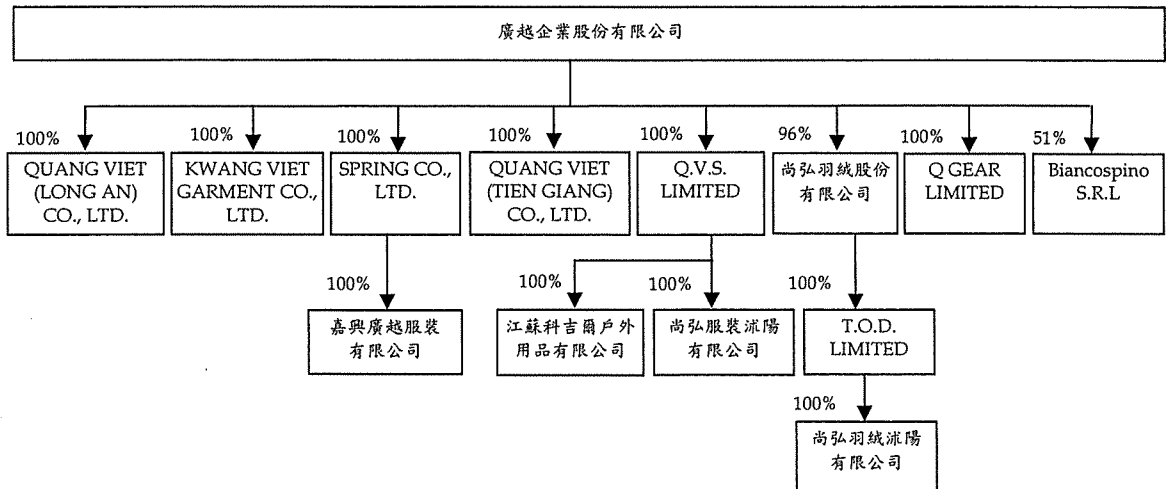 廣越企業股份有限公司
100%
100%
100%
100%
100%
96%
100%
51%
QUANG VIET
(LONG AN)
CO., LTD.
KWANG VIET
GARMENT CO.,
LTD.
SPRING CO.,
LTD.
QUANG VIET
(TIEN GIANG)
CO., LTD.
Q.V.S.
LIMITED
尚弘羽絨股份
有限公司
Q GEAR
LIMITED
Biancospino
S.R.L
100%
100%
100%
100%
嘉興廣越服裝
有限公司
江蘇科吉爾戶外
用品有限公司
尚弘服裝沭陽
有限公司
T.O.D.
LIMITED
100%
尚弘羽絨沭陽
有限公司